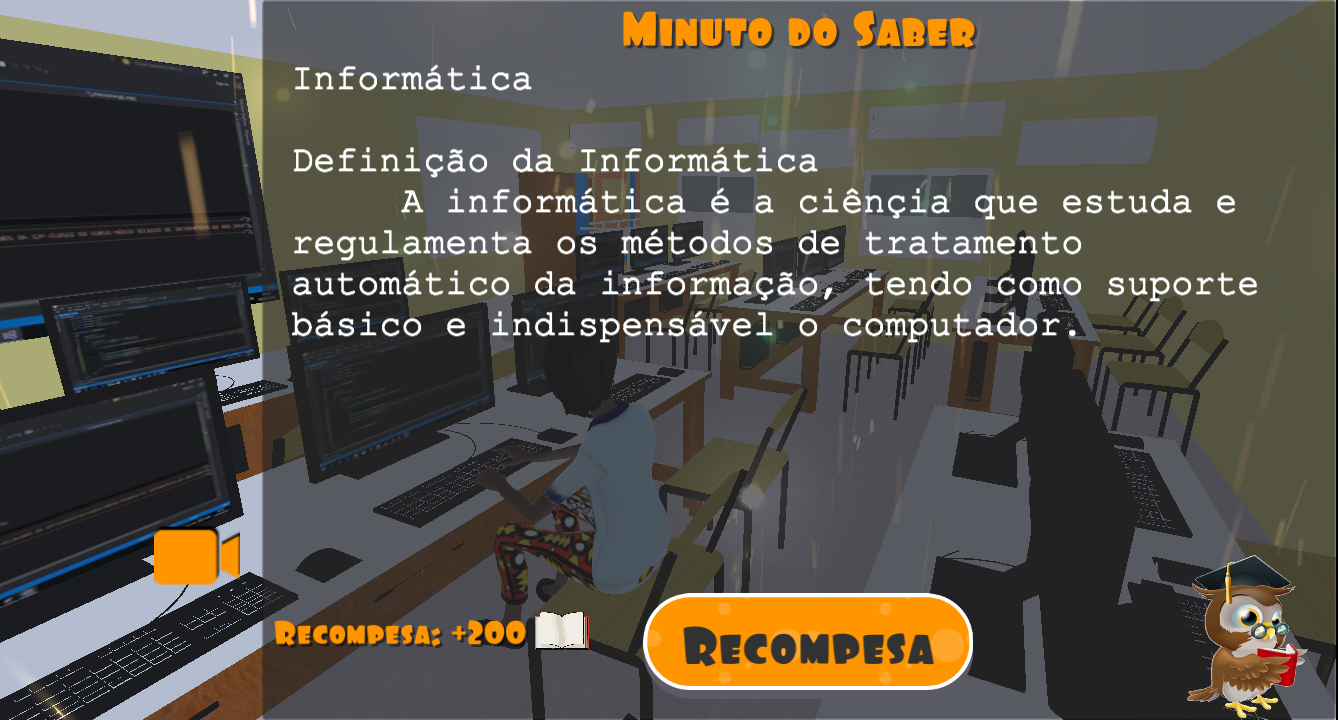 Minuto do Saber
Informática
Definição da Informática
A informática é a ciênçia que estuda e
regulamenta os métodos de tratamento
automático da informação, tendo como suporte
básico e indispensável o computador.
Recompesa: +200
Recompesa